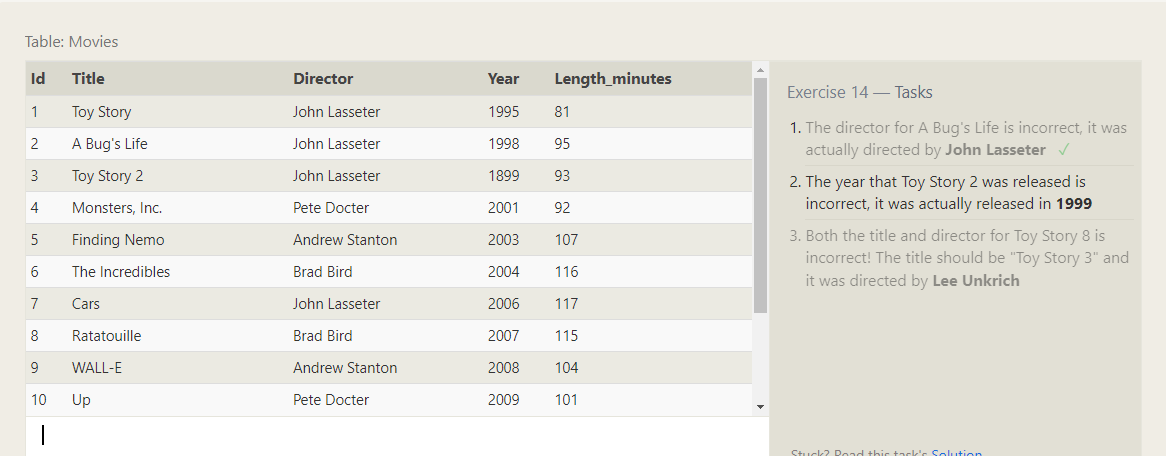 Table: Movies
Id Title Director Year Length_minutes
1 Toy Story John Lasseter 1995 81
2 A Bug's Life John Lasseter 1998 95
3 Toy Story 2 John Lasseter 1899 93
4 Monsters, Inc. Pete Docter 2001 92
5 Finding Nemo Andrew Stanton 2003 107
6 The Incredibles Brad Bird 2004 116
7 Cars John Lasseter 2006 117
8 Ratatouille Brad Bird 2007 115
9 WALL-E Andrew Stanton 2008 104
10 Up Pete Docter 2009 101
Exercise 14 — Tasks
1. The director for A Bug's Life is incorrect, it was
actually directed by John Lasseter ✓
2. The year that Toy Story 2 was released is
incorrect, it was actually released in 1999
3. Both the title and director for Toy Story 8 is
incorrect! The title should be "Toy Story 3" and
it was directed by Lee Unkrich
Stuck? Read this task's Solution